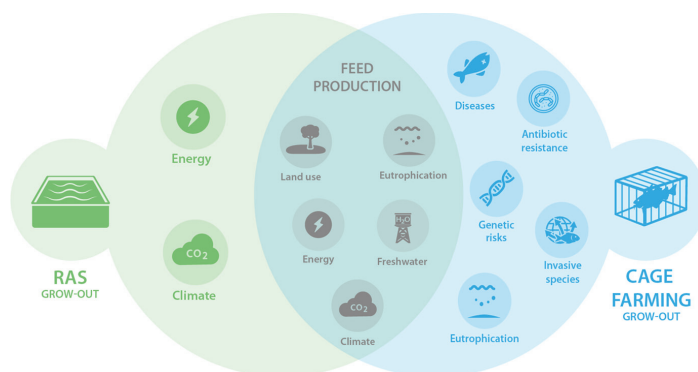 FEED
PRODUCTION
Diseases
Antibiotic
resistance
Energy
Land use
Eutrophication
Genetic
risks
Energy
H₂O
Freshwater
Invasive
species
RAS
GROW-OUT
CO₂
Climate
CO₂
Climate
Eutrophication
CAGE
FARMING
GROW-OUT